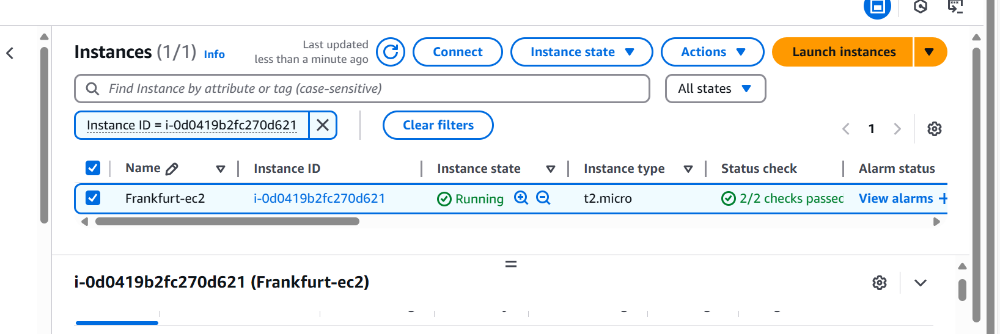 Instances (1/1) Info
Last updated
less than a minute ago
Connect
Instance state
Actions
Launch instances
Find Instance by attribute or tag (case-sensitive)
All states
Instance ID = i-0d0419b2fc270d621
Clear filters
1
Name
Instance ID
Instance state
Instance type
Status check
Alarm status
Frankfurt-ec2
i-0d0419b2fc270d621
Running
t2.micro
2/2 checks passed
View alarms +
i-0d0419b2fc270d621 (Frankfurt-ec2)